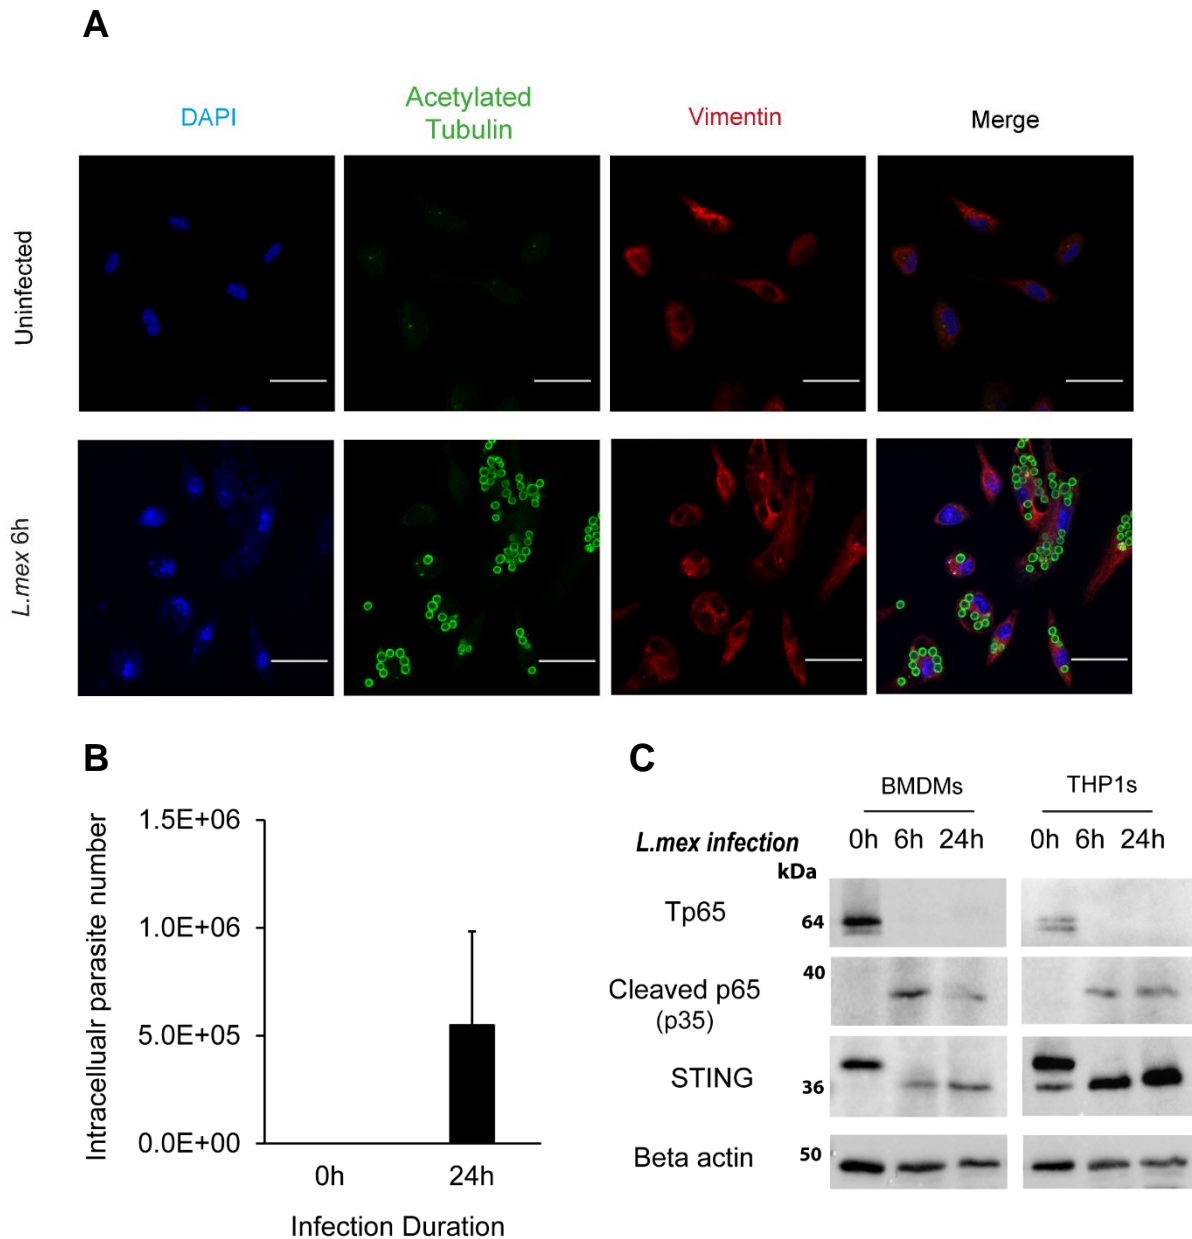 A
DAPI
Acetylated
Tubulin
Vimentin
Merge
Uninfected
L.mex 6h
B
Intracellualr parasite number
1.5E+06
1.0E+06
5.0E+05
0.0E+00
0h 24h
Infection Duration
C
BMDMs THP1s
L.mex infection 0h 6h 24h 0h 6h 24h
kDa
Tp65 64
40
Cleaved p65
(p35)
STING 36
Beta actin 50